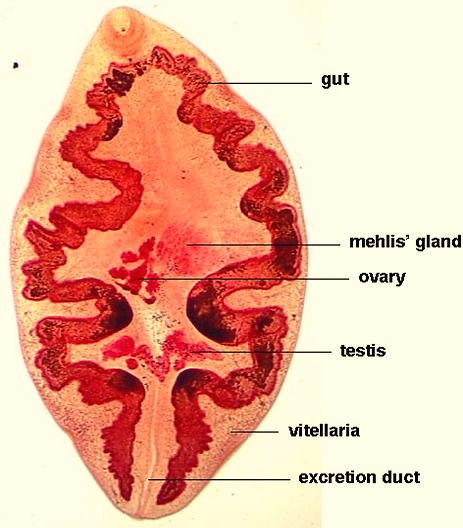 gut
mehlis' gland
ovary
testis
vitellaria
excretion duct